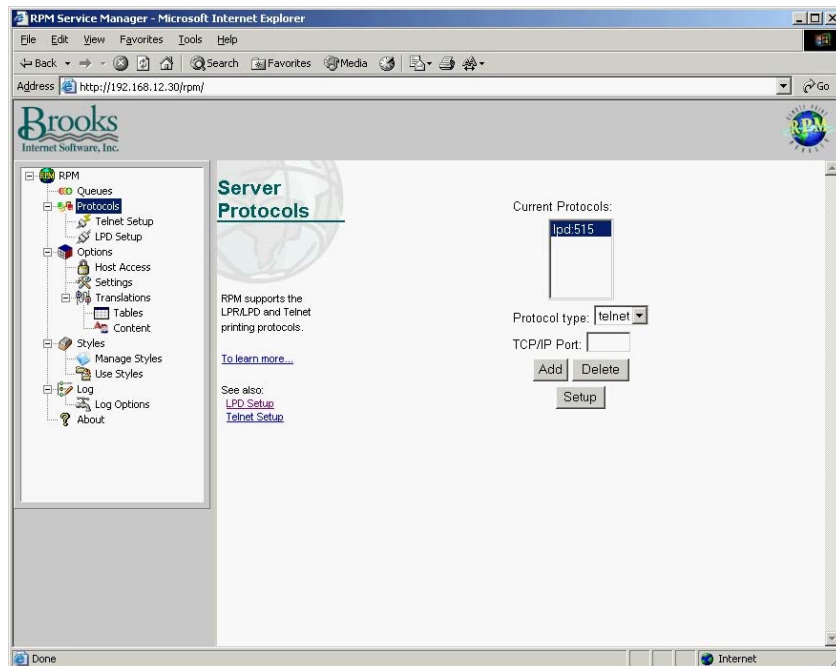 RPM Service Manager - Microsoft Internet Explorer
File Edit View Favorites Tools Help
Back Search Favorites Media
Address http://192.168.12.30/rpm/ Go
Brooks
Internet Software, Inc.
RPM
RPM
Queues
Protocols
Telnet Setup
LPD Setup
Options
Host Access
Settings
Translations
Tables
Content
Styles
Manage Styles
Use Styles
Log
Log Options
About
Server
Protocols
RPM supports the
LPR/LPD and Telnet
printing protocols.
To learn more...
See also:
LPD Setup
Telnet Setup
Current Protocols:
lpd:515
Protocol type: telnet
TCP/IP Port:
Add Delete
Setup
Done Internet